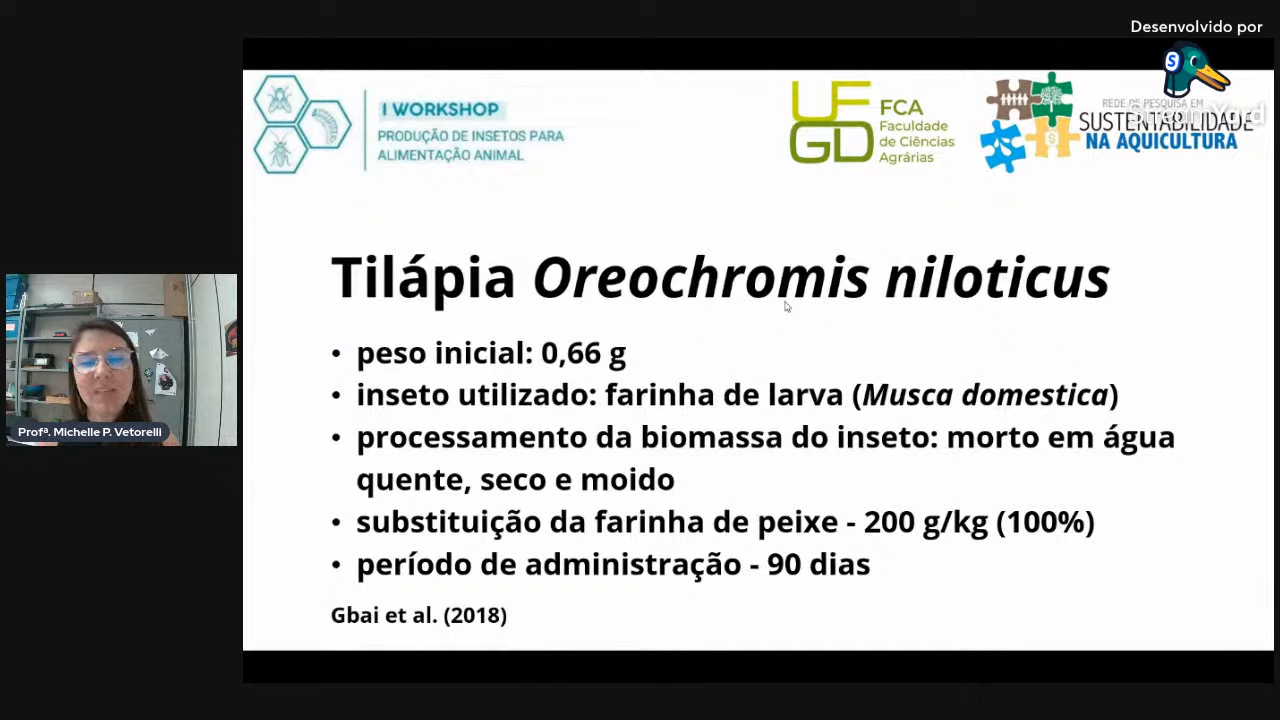 Desenvolvido por
StreamYard
I WORKSHOP
PRODUÇÃO DE INSETOS PARA
ALIMENTAÇÃO ANIMAL
UFGD
FCA
Faculdade
de Ciências
Agrárias
REDE DE PESQUISA EM
SUSTENTABILIDADE
NA AQUICULTURA
Tilápia Oreochromis niloticus
• peso inicial: 0,66 g
• inseto utilizado: farinha de larva (Musca domestica)
• processamento da biomassa do inseto: morto em água
quente, seco e moido
• substituição da farinha de peixe - 200 g/kg (100%)
• período de administração - 90 dias
Gbai et al. (2018)
Profª. Michelle P. Vetorelli